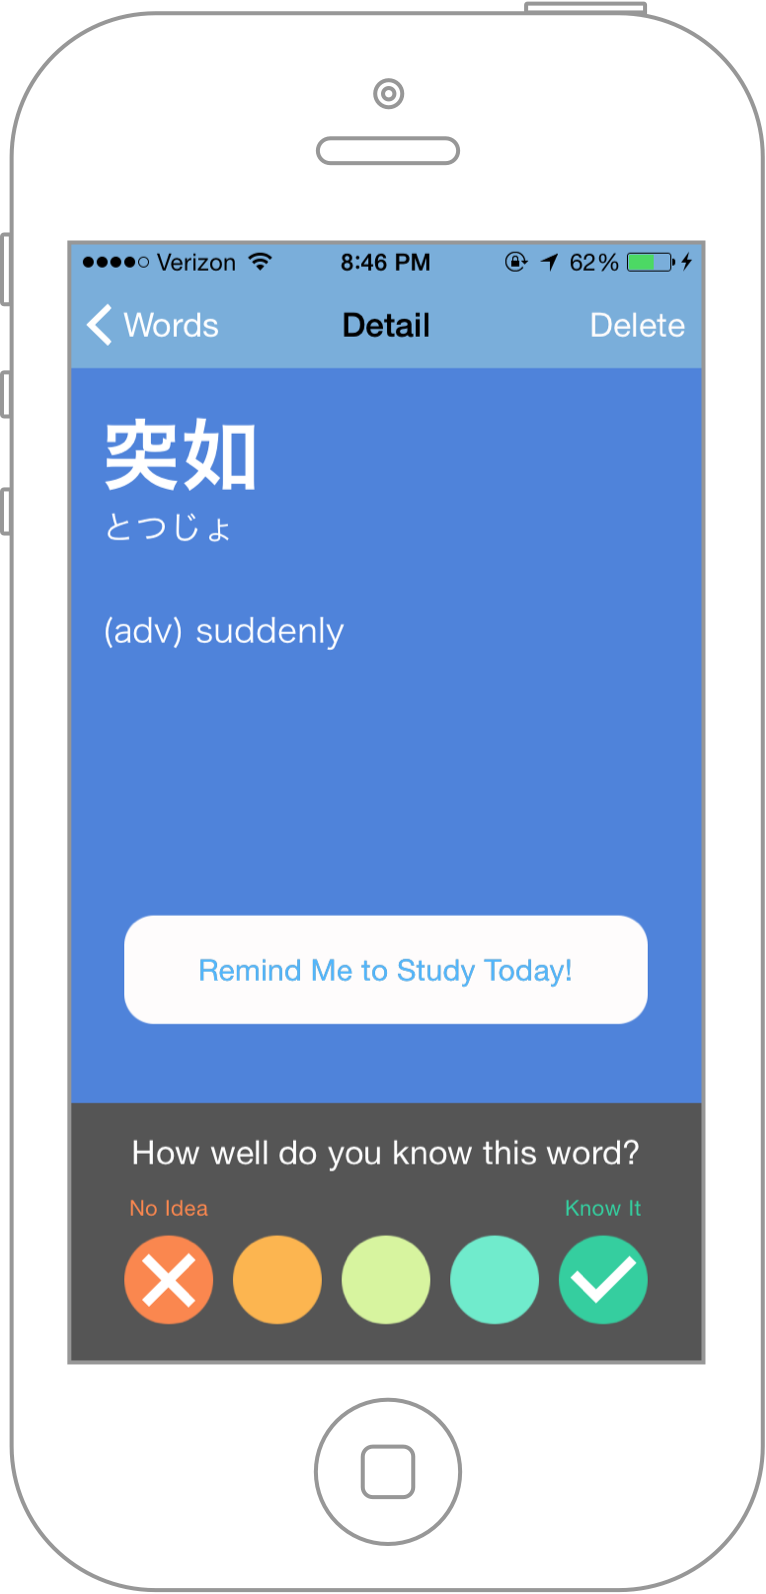 Verizon 8:46 PM 62%
Words Detail Delete
突如
とつじょ
(adv) suddenly
Remind Me to Study Today!
How well do you know this word?
No Idea Know It